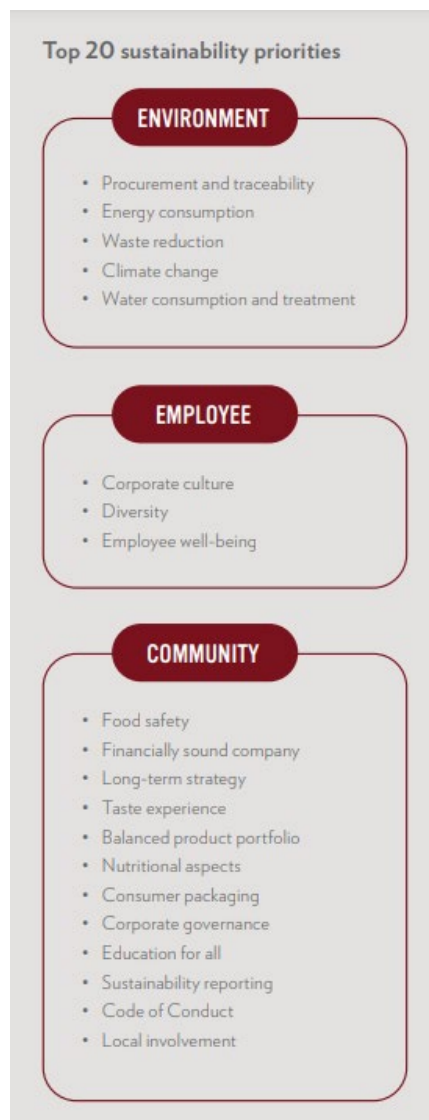 Top 20 sustainability priorities
ENVIRONMENT
• Procurement and traceability
• Energy consumption
• Waste reduction
• Climate change
• Water consumption and treatment
EMPLOYEE
• Corporate culture
• Diversity
• Employee well-being
COMMUNITY
• Food safety
• Financially sound company
• Long-term strategy
• Taste experience
• Balanced product portfolio
• Nutritional aspects
• Consumer packaging
• Corporate governance
• Education for all
• Sustainability reporting
• Code of Conduct
• Local involvement